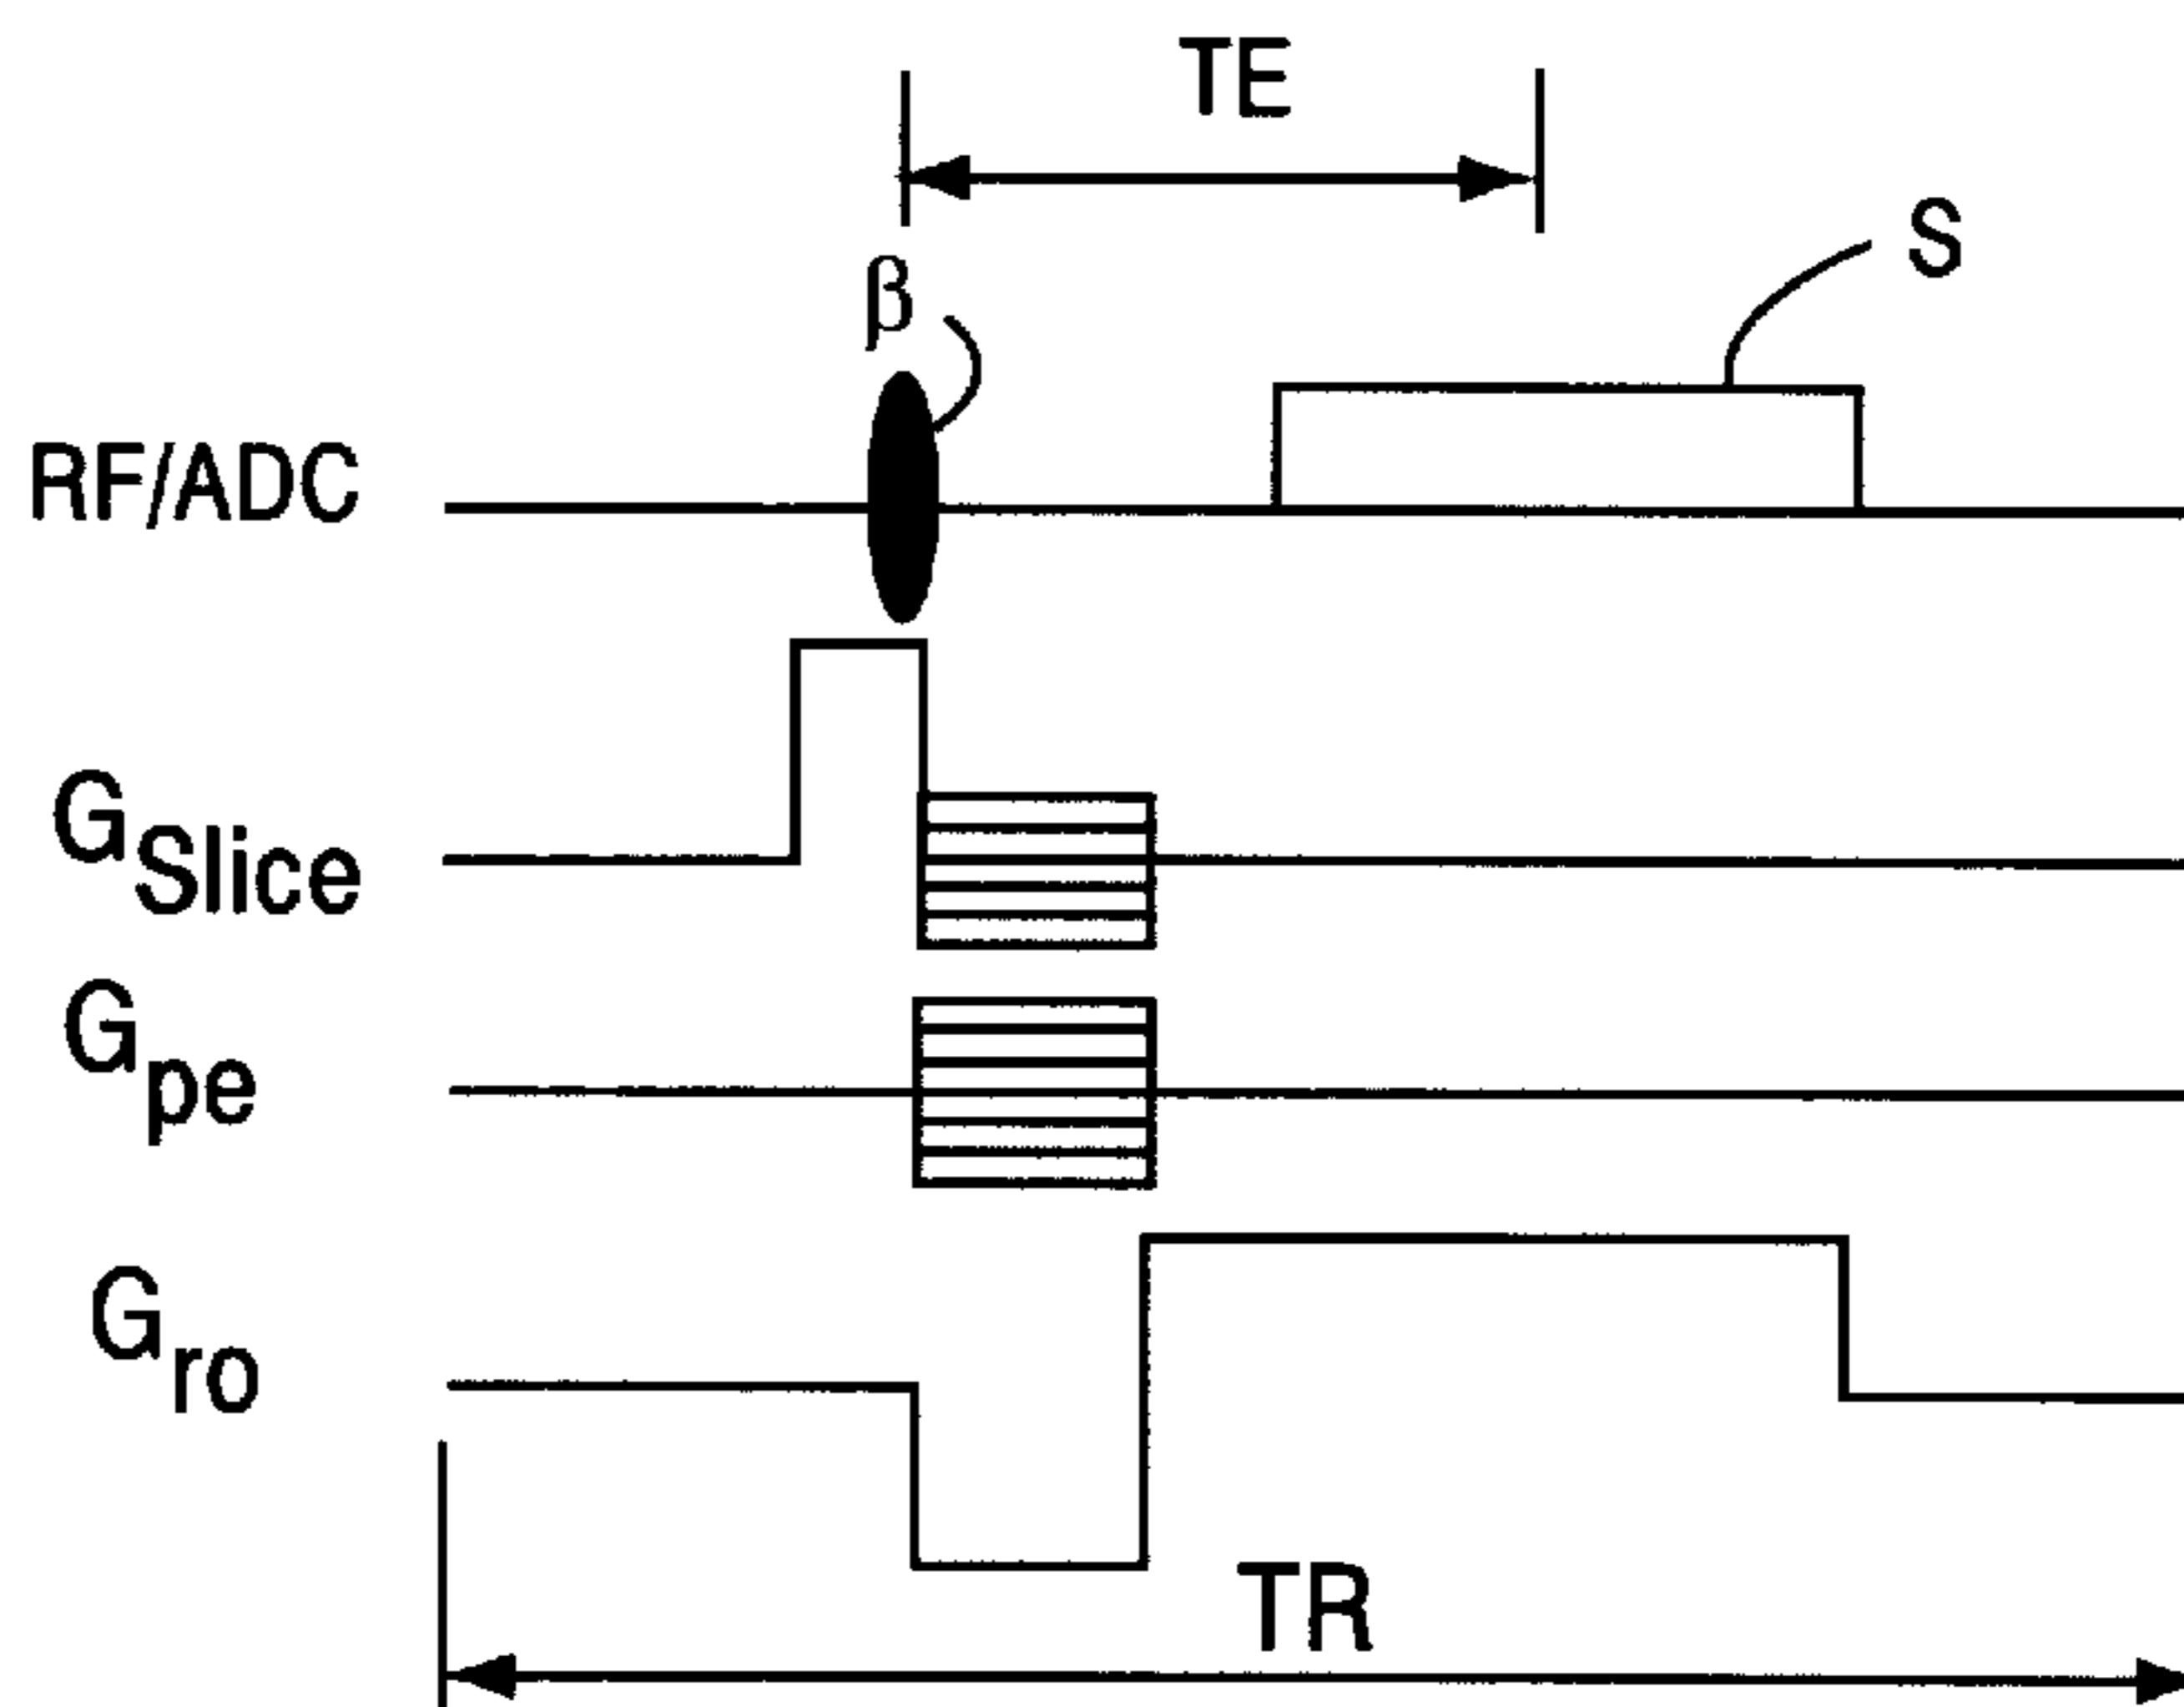 TE
S
β
RF/ADC
GSlice
Gpe
Gro
TR